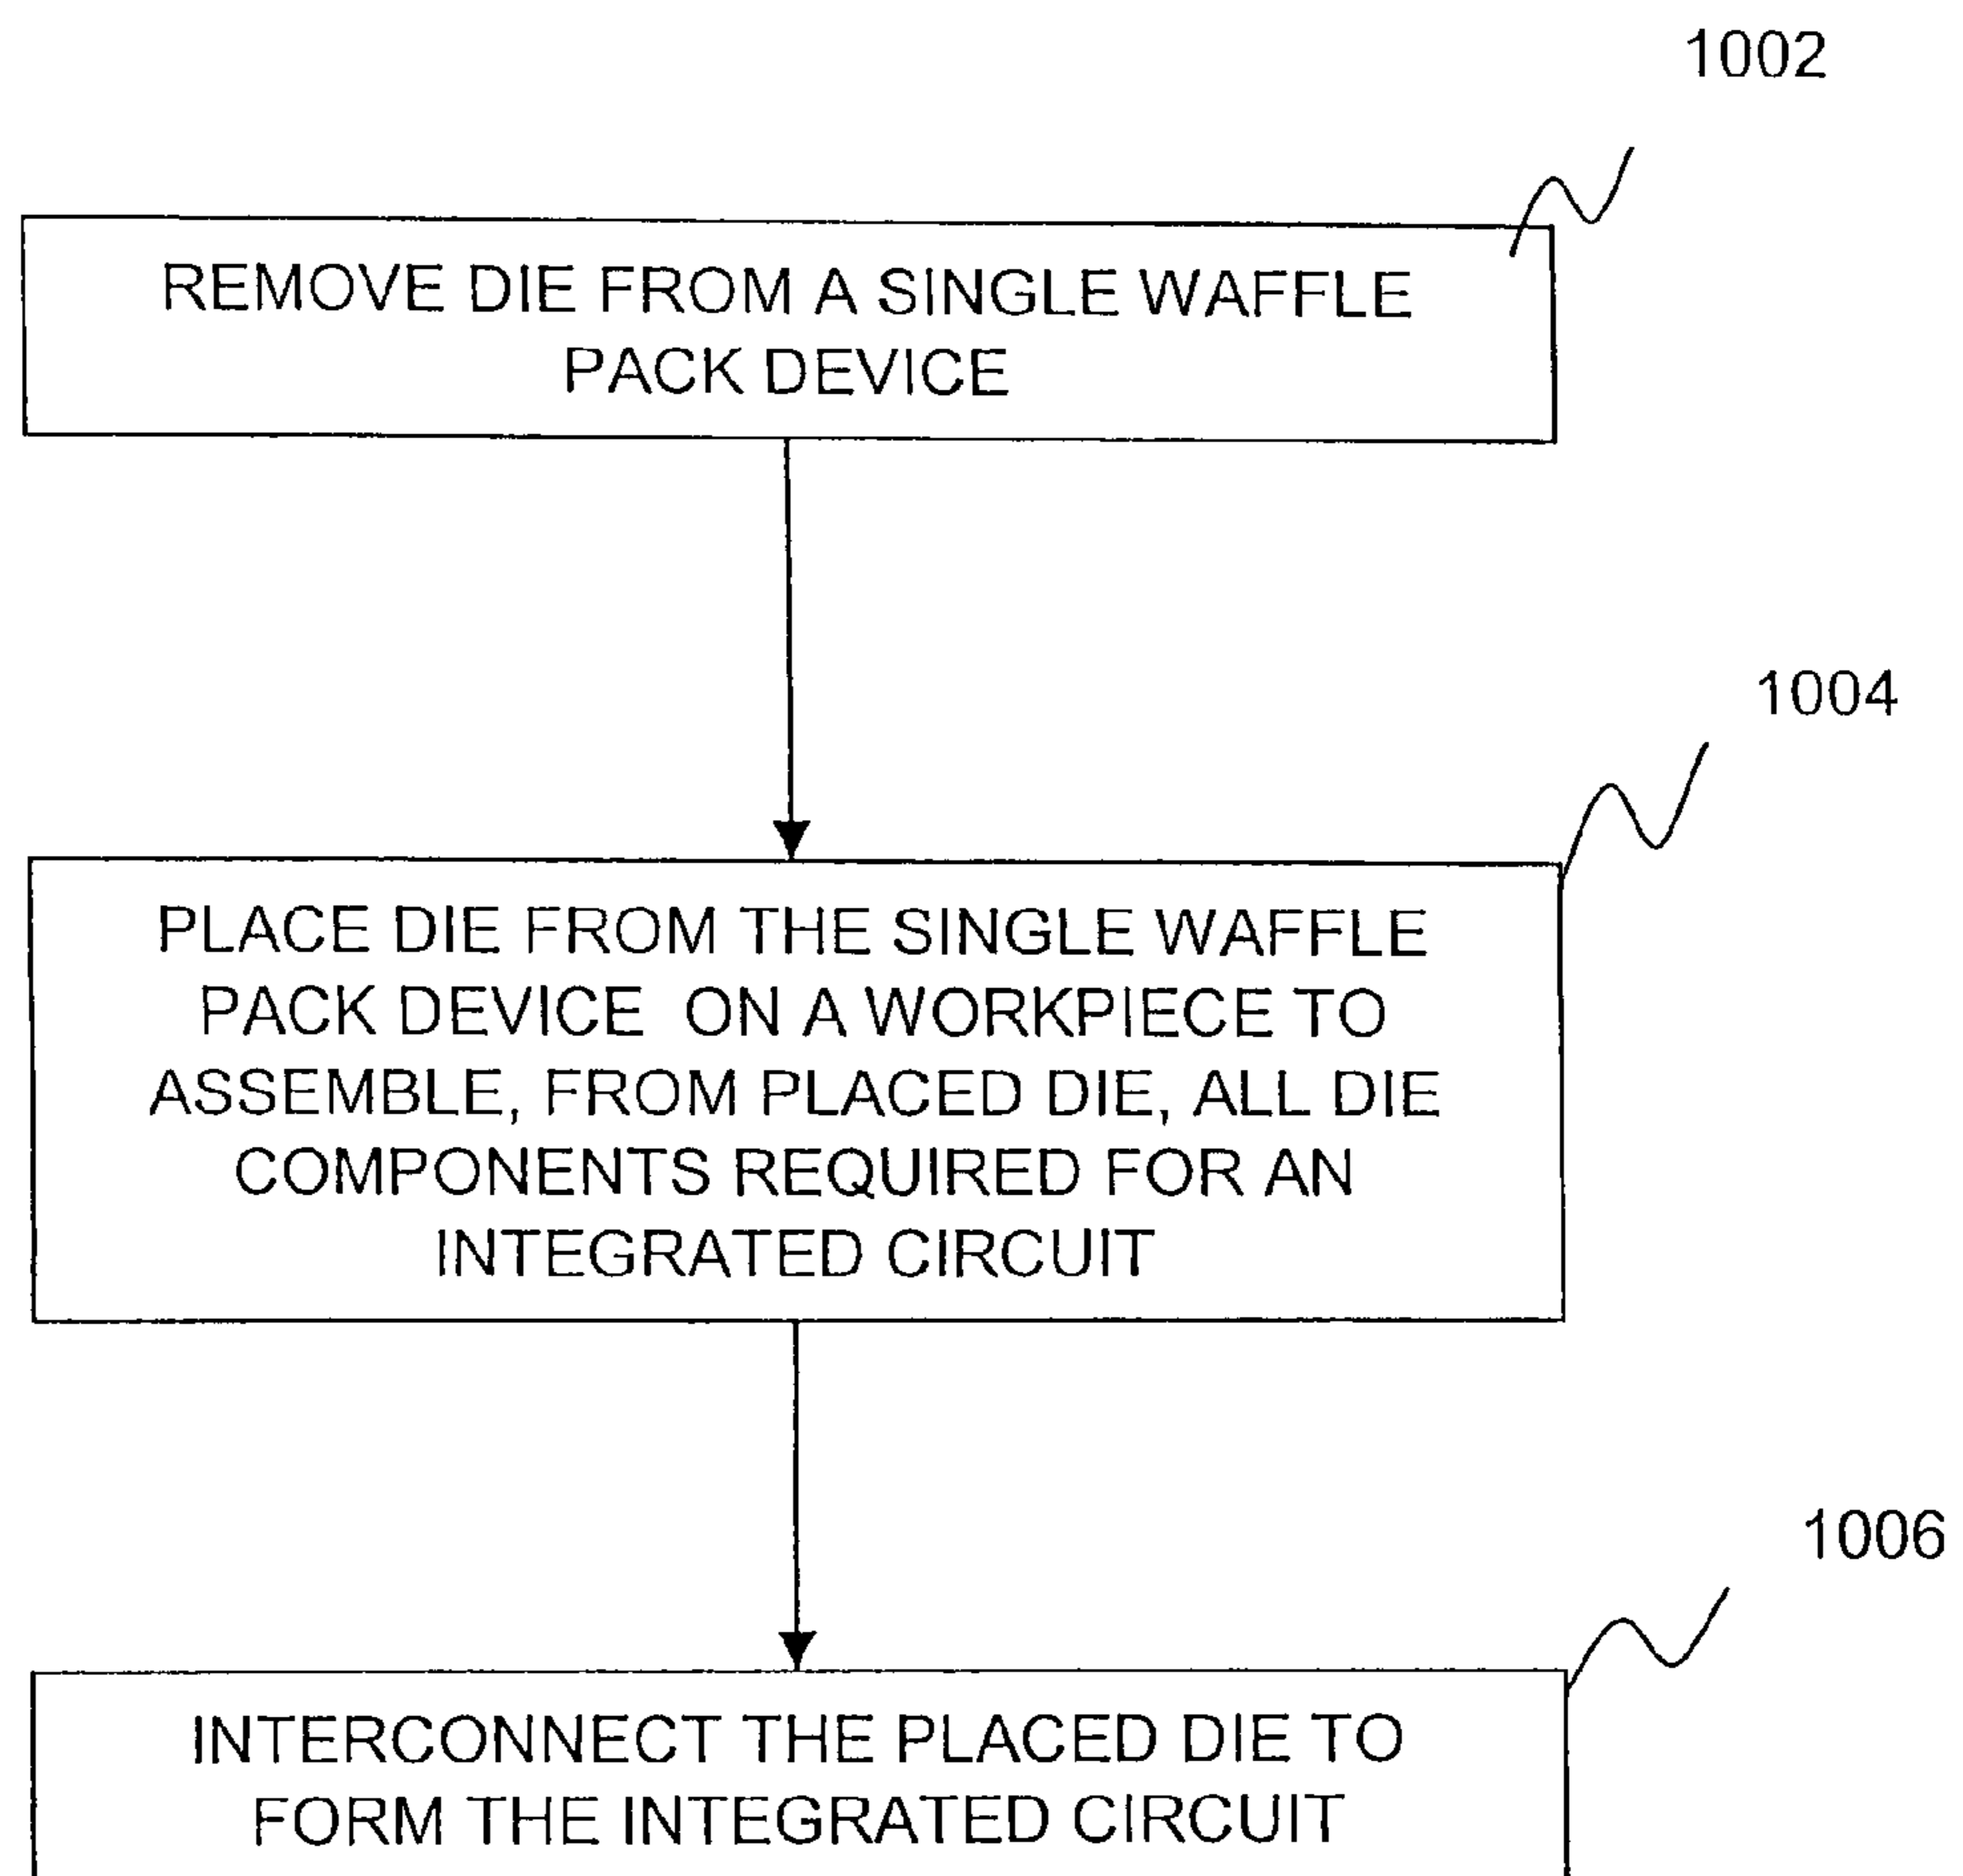 1002
REMOVE DIE FROM A SINGLE WAFFLE
PACK DEVICE
1004
PLACE DIE FROM THE SINGLE WAFFLE
PACK DEVICE ON A WORKPIECE TO
ASSEMBLE, FROM PLACED DIE, ALL DIE
COMPONENTS REQUIRED FOR AN
INTEGRATED CIRCUIT
1006
INTERCONNECT THE PLACED DIE TO
FORM THE INTEGRATED CIRCUIT